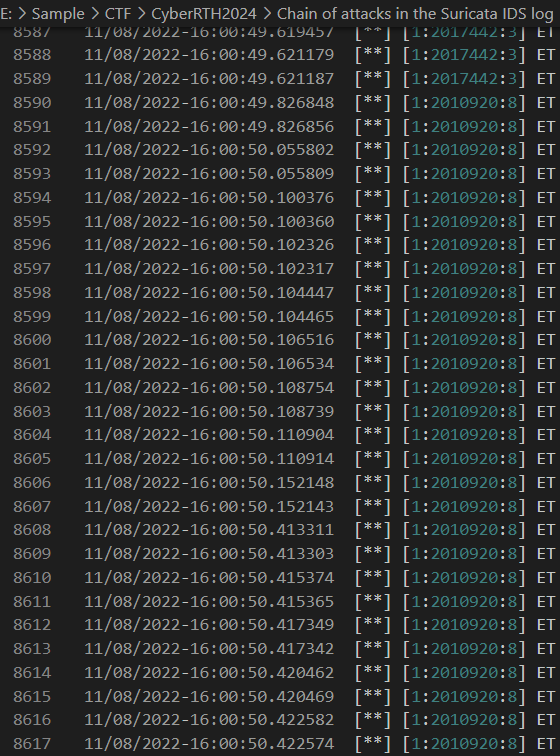 E: > Sample > CTF > CyberRTH2024 > Chain of attacks in the Suricata IDS log
8587 11/08/2022-16:00:49.619457 [**] [1:2017442:3] ET
8588 11/08/2022-16:00:49.621179 [**] [1:2017442:3] ET
8589 11/08/2022-16:00:49.621187 [**] [1:2017442:3] ET
8590 11/08/2022-16:00:49.826848 [**] [1:2010920:8] ET
8591 11/08/2022-16:00:49.826856 [**] [1:2010920:8] ET
8592 11/08/2022-16:00:50.055802 [**] [1:2010920:8] ET
8593 11/08/2022-16:00:50.055809 [**] [1:2010920:8] ET
8594 11/08/2022-16:00:50.100376 [**] [1:2010920:8] ET
8595 11/08/2022-16:00:50.100360 [**] [1:2010920:8] ET
8596 11/08/2022-16:00:50.102326 [**] [1:2010920:8] ET
8597 11/08/2022-16:00:50.102317 [**] [1:2010920:8] ET
8598 11/08/2022-16:00:50.104447 [**] [1:2010920:8] ET
8599 11/08/2022-16:00:50.104465 [**] [1:2010920:8] ET
8600 11/08/2022-16:00:50.106516 [**] [1:2010920:8] ET
8601 11/08/2022-16:00:50.106534 [**] [1:2010920:8] ET
8602 11/08/2022-16:00:50.108754 [**] [1:2010920:8] ET
8603 11/08/2022-16:00:50.108739 [**] [1:2010920:8] ET
8604 11/08/2022-16:00:50.110904 [**] [1:2010920:8] ET
8605 11/08/2022-16:00:50.110914 [**] [1:2010920:8] ET
8606 11/08/2022-16:00:50.152148 [**] [1:2010920:8] ET
8607 11/08/2022-16:00:50.152143 [**] [1:2010920:8] ET
8608 11/08/2022-16:00:50.413311 [**] [1:2010920:8] ET
8609 11/08/2022-16:00:50.413303 [**] [1:2010920:8] ET
8610 11/08/2022-16:00:50.415374 [**] [1:2010920:8] ET
8611 11/08/2022-16:00:50.415365 [**] [1:2010920:8] ET
8612 11/08/2022-16:00:50.417349 [**] [1:2010920:8] ET
8613 11/08/2022-16:00:50.417342 [**] [1:2010920:8] ET
8614 11/08/2022-16:00:50.420462 [**] [1:2010920:8] ET
8615 11/08/2022-16:00:50.420469 [**] [1:2010920:8] ET
8616 11/08/2022-16:00:50.422582 [**] [1:2010920:8] ET
8617 11/08/2022-16:00:50.422574 [**] [1:2010920:8] ET